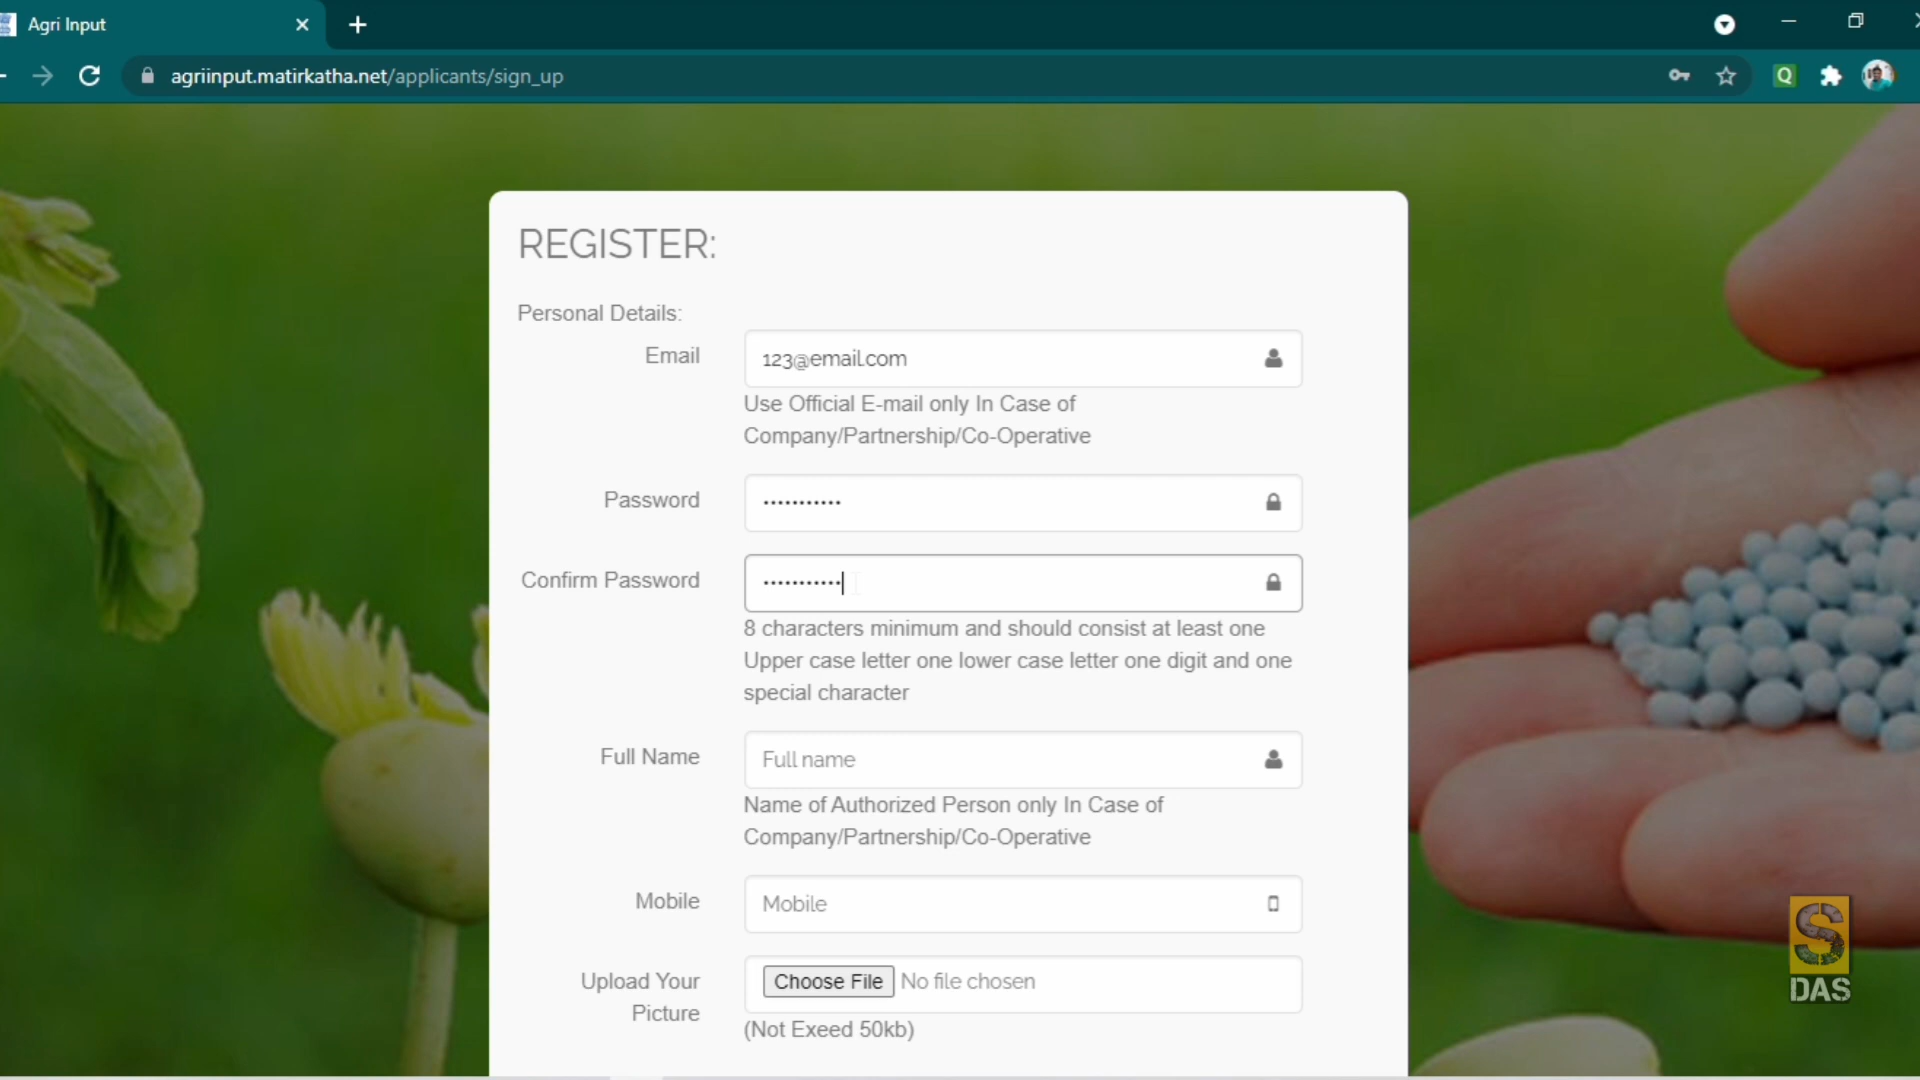 Agri Input
agriinput.matirkatha.net/applicants/sign_up
Q
REGISTER:
Personal Details:
Email
123@email.com
Use Official E-mail only In Case of
Company/Partnership/Co-Operative
Password
•••••••••••
Confirm Password
•••••••••••
8 characters minimum and should consist at least one
Upper case letter one lower case letter one digit and one
special character
Full Name
Full name
Name of Authorized Person only In Case of
Company/Partnership/Co-Operative
Mobile
Mobile
Upload Your
Picture
Choose File No file chosen
(Not Exeed 50kb)
S
DAS